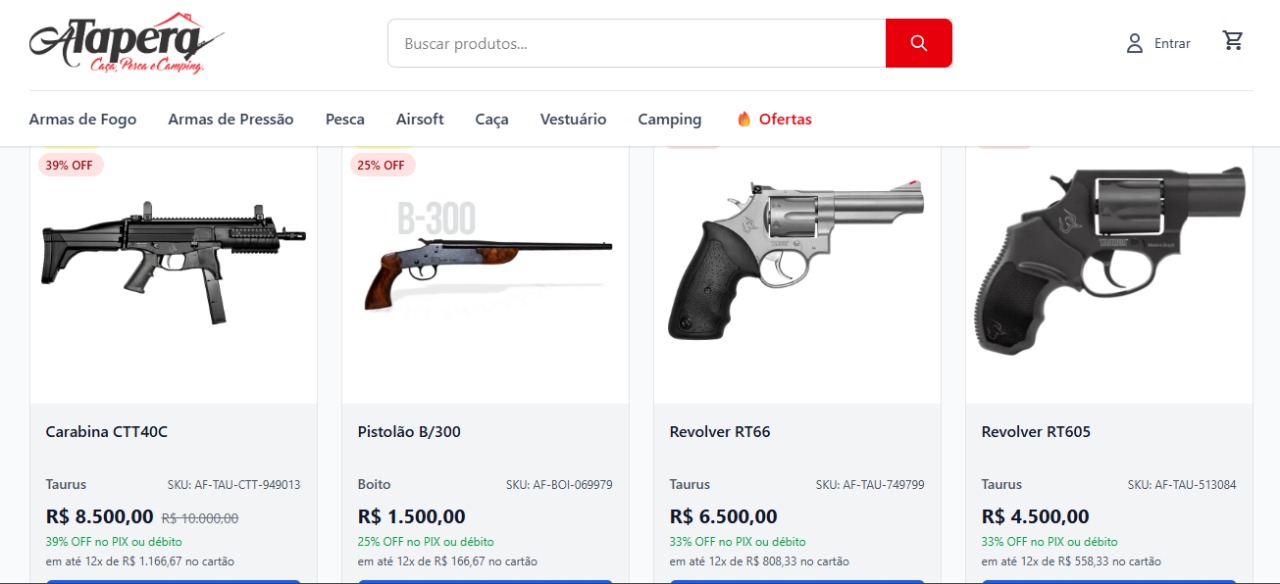 ATapera
Caça, Pesca e Camping.
Buscar produtos...
Entrar
Armas de Fogo
Armas de Pressão
Pesca
Airsoft
Caça
Vestuário
Camping
Ofertas
39% OFF
25% OFF
B-300
TAURUS
Carabina CTT40C
Pistolão B/300
Revolver RT66
Revolver RT605
Taurus SKU: AF-TAU-CTT-949013
Boito SKU: AF-BOI-069979
Taurus SKU: AF-TAU-749799
Taurus SKU: AF-TAU-513084
R$ 8.500,00 R$ 10.000,00
R$ 1.500,00
R$ 6.500,00
R$ 4.500,00
39% OFF no PIX ou débito
25% OFF no PIX ou débito
33% OFF no PIX ou débito
33% OFF no PIX ou débito
em até 12x de R$ 1.166,67 no cartão
em até 12x de R$ 166,67 no cartão
em até 12x de R$ 808,33 no cartão
em até 12x de R$ 558,33 no cartão